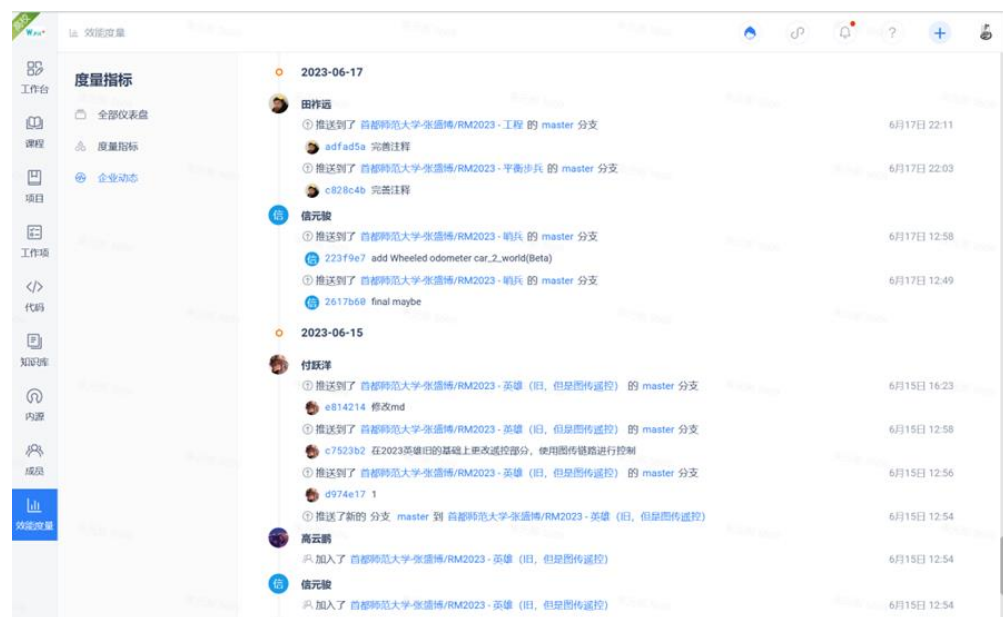 高校
效能度量
度量指标
全部仪表盘
度量指标
企业动态
工作台
课程
项目
工作项
代码
知识库
内源
成员
效能度量
2023-06-17
田祚远
推送到了 首都师范大学-张盛博/RM2023 - 工程 的 master 分支 6月17日 22:11
adfad5a 完善注释
推送到了 首都师范大学-张盛博/RM2023 - 平衡步兵 的 master 分支 6月17日 22:03
c828c4b 完善注释
信 信元骏
推送到了 首都师范大学-张盛博/RM2023 - 哨兵 的 master 分支 6月17日 12:58
信 223f9e7 add Wheeled odometer car_2_world(Beta)
推送到了 首都师范大学-张盛博/RM2023 - 哨兵 的 master 分支 6月17日 12:49
信 2617b60 final maybe
2023-06-15
付跃洋
推送到了 首都师范大学-张盛博/RM2023 - 英雄（旧，但是图传遥控） 的 master 分支 6月15日 16:23
e814214 修改md
推送到了 首都师范大学-张盛博/RM2023 - 英雄（旧，但是图传遥控） 的 master 分支 6月15日 12:58
c7523b2 在2023英雄旧的基础上更改遥控部分，使用图传链路进行控制
推送到了 首都师范大学-张盛博/RM2023 - 英雄（旧，但是图传遥控） 的 master 分支 6月15日 12:56
d974e17 1
推送了新的 分支 master 到 首都师范大学-张盛博/RM2023 - 英雄（旧，但是图传遥控） 6月15日 12:54
高云鹏
加入了 首都师范大学-张盛博/RM2023 - 英雄（旧，但是图传遥控） 6月15日 12:54
信 信元骏
加入了 首都师范大学-张盛博/RM2023 - 英雄（旧，但是图传遥控） 6月15日 12:54